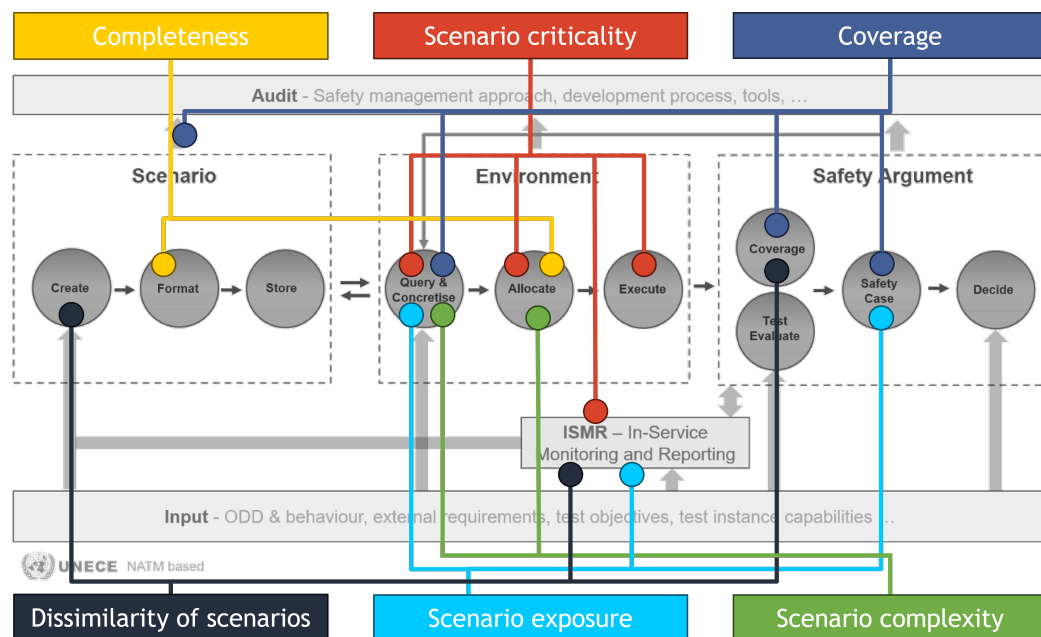 Completeness
Scenario criticality
Coverage
Audit - Safety management approach, development process, tools, ...
Scenario
Environment
Safety Argument
Create
Format
Store
Query &
Concretise
Allocate
Execute
Coverage
Test
Evaluate
Safety
Case
Decide
ISMR – In-Service
Monitoring and Reporting
Input - ODD & behaviour, external requirements, test objectives, test instance capabilities ...
UNECE NATM based
Dissimilarity of scenarios
Scenario exposure
Scenario complexity